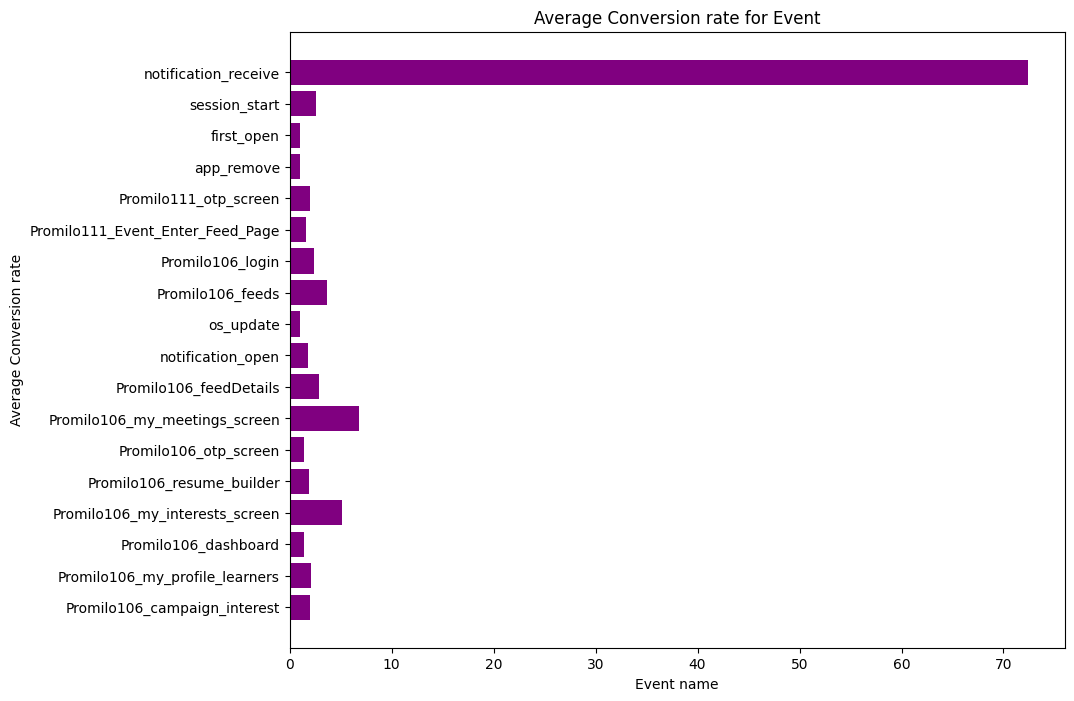 Average Conversion rate for Event
Average Conversion rate
notification_receive
session_start
first_open
app_remove
Promilo111_otp_screen
Promilo111_Event_Enter_Feed_Page
Promilo106_login
Promilo106_feeds
os_update
notification_open
Promilo106_feedDetails
Promilo106_my_meetings_screen
Promilo106_otp_screen
Promilo106_resume_builder
Promilo106_my_interests_screen
Promilo106_dashboard
Promilo106_my_profile_learners
Promilo106_campaign_interest
0 10 20 30 40 50 60 70
Event name